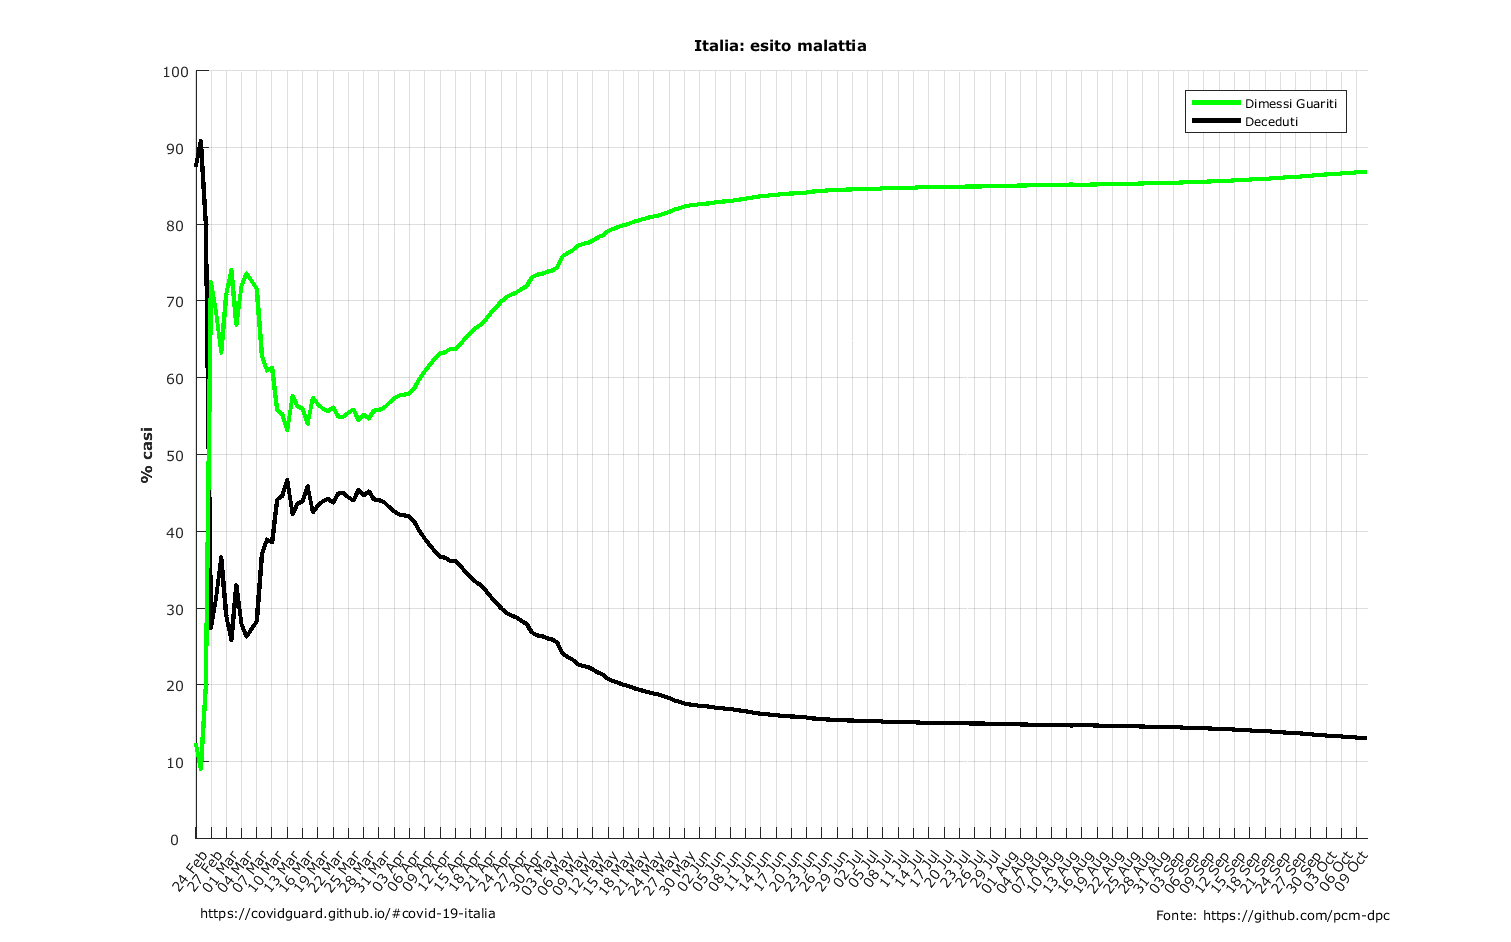 Italia: esito malattia
100
90
80
70
60
50
40
30
20
10
0
% casi
Dimessi Guariti
Deceduti
24 Feb
27 Feb
01 Mar
04 Mar
07 Mar
10 Mar
13 Mar
16 Mar
19 Mar
22 Mar
25 Mar
28 Mar
31 Mar
03 Apr
06 Apr
09 Apr
12 Apr
15 Apr
18 Apr
21 Apr
24 Apr
27 Apr
30 Apr
03 May
06 May
09 May
12 May
15 May
18 May
21 May
24 May
27 May
30 May
02 Jun
05 Jun
08 Jun
11 Jun
14 Jun
17 Jun
20 Jun
23 Jun
26 Jun
29 Jun
02 Jul
05 Jul
08 Jul
11 Jul
14 Jul
17 Jul
20 Jul
23 Jul
26 Jul
29 Jul
01 Aug
04 Aug
07 Aug
10 Aug
13 Aug
16 Aug
19 Aug
22 Aug
25 Aug
28 Aug
31 Aug
03 Sep
06 Sep
09 Sep
12 Sep
15 Sep
18 Sep
21 Sep
24 Sep
27 Sep
30 Sep
03 Oct
06 Oct
09 Oct
https://covidguard.github.io/#covid-19-italia
Fonte: https://github.com/pcm-dpc